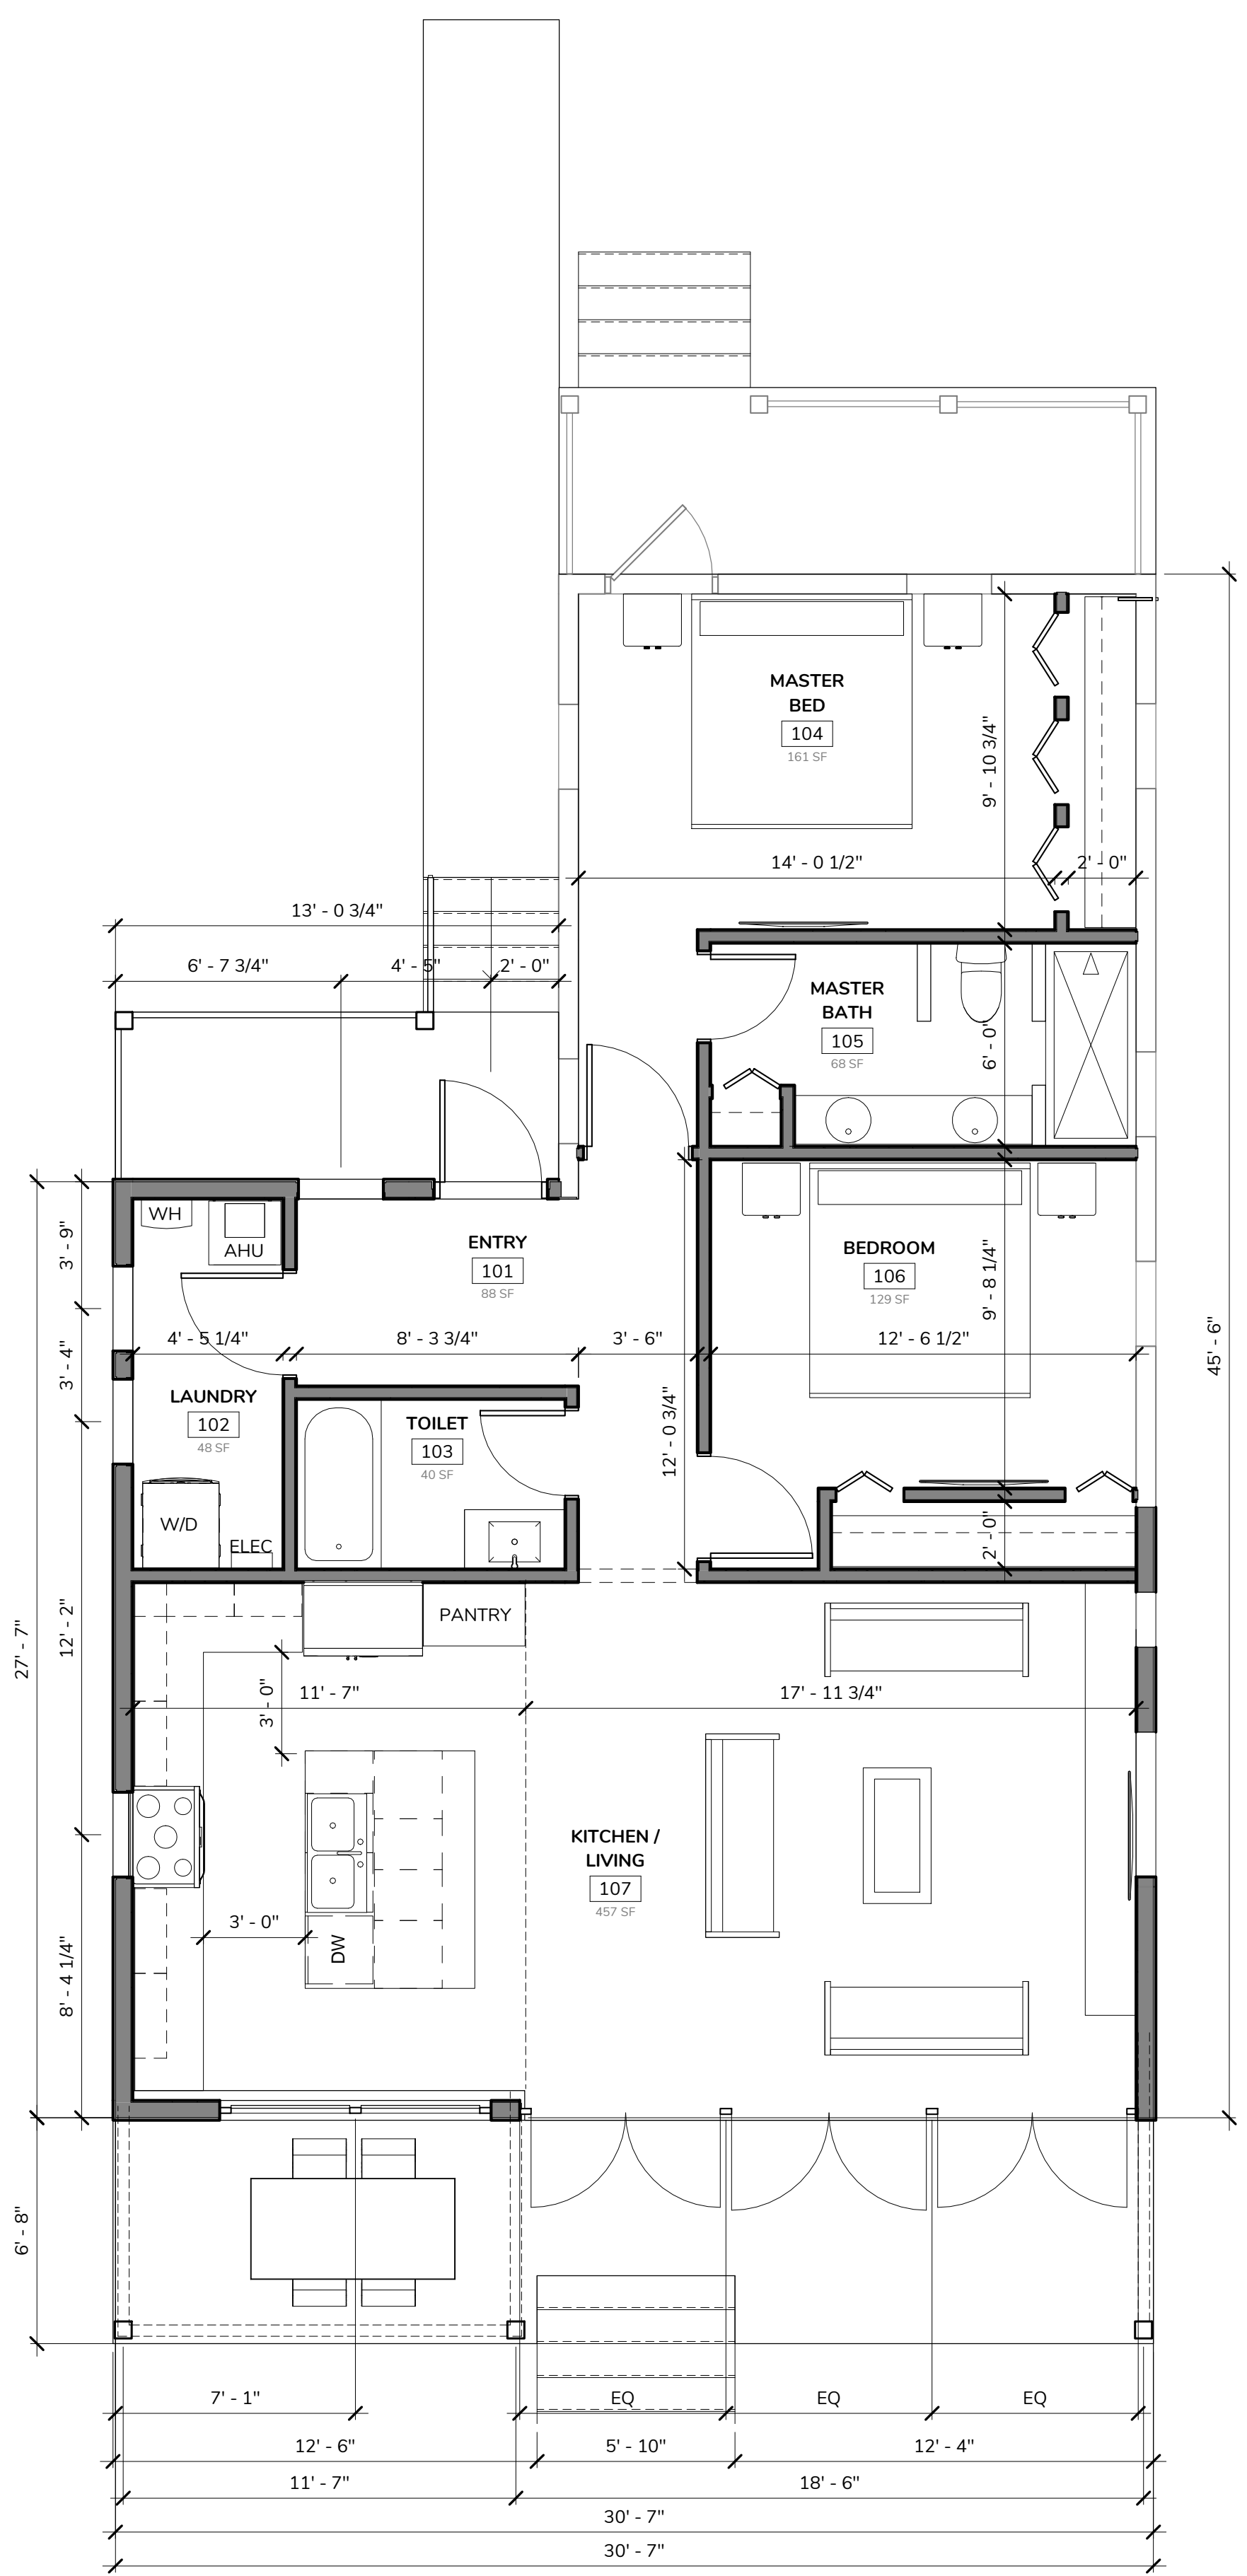 MASTER
BED
104
161 SF
9' - 10 3/4"
14' - 0 1/2"
2' - 0"
13' - 0 3/4"
6' - 7 3/4"
4' - 5"
2' - 0"
MASTER
BATH
105
68 SF
6' - 0"
WH
AHU
3' - 9"
ENTRY
101
88 SF
BEDROOM
106
129 SF
9' - 8 1/4"
4' - 5 1/4"
8' - 3 3/4"
3' - 6"
12' - 6 1/2"
45' - 6"
3' - 4"
LAUNDRY
102
48 SF
TOILET
103
40 SF
12' - 0 3/4"
W/D
ELEC
2' - 0"
27' - 7"
12' - 2"
PANTRY
3' - 0"
11' - 7"
17' - 11 3/4"
KITCHEN /
LIVING
107
457 SF
3' - 0"
DW
8' - 4 1/4"
6' - 8"
7' - 1"
EQ
EQ
EQ
12' - 6"
5' - 10"
12' - 4"
11' - 7"
18' - 6"
30' - 7"
30' - 7"